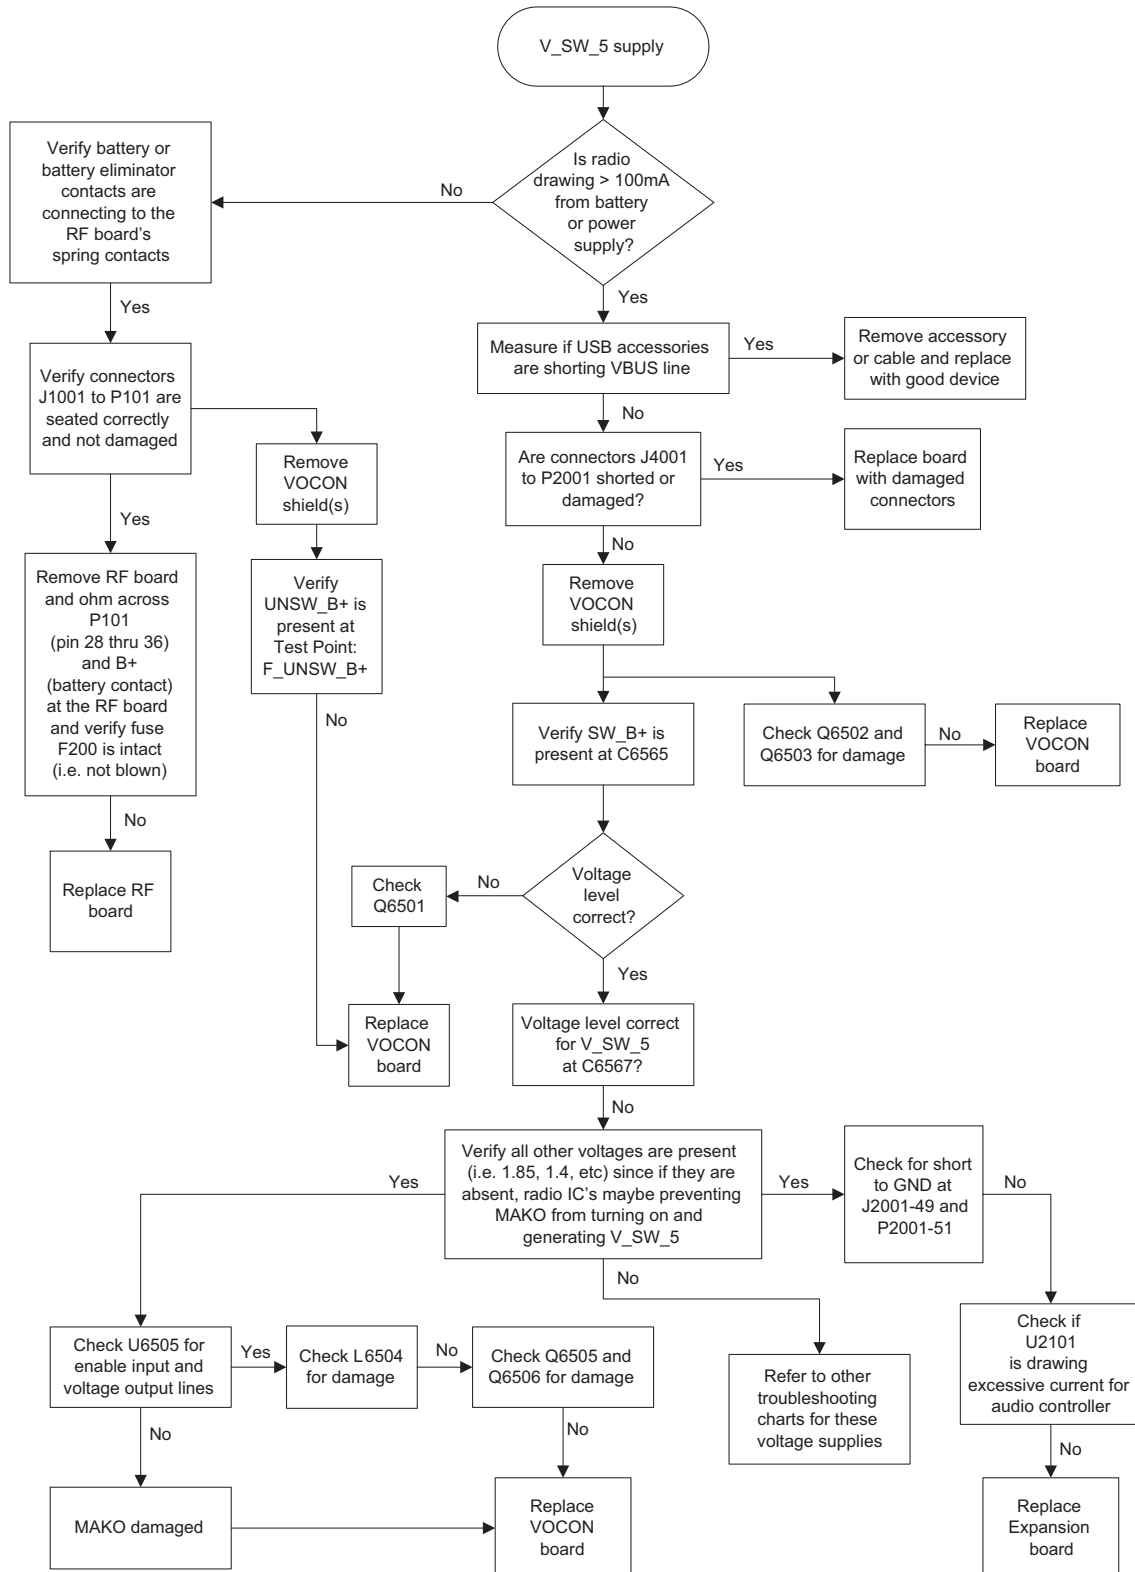 V_SW_5 supply
Is radio
drawing > 100mA
from battery
or power
supply?
No
Yes
Verify battery or
battery eliminator
contacts are
connecting to the
RF board's
spring contacts
Yes
Verify connectors
J1001 to P101 are
seated correctly
and not damaged
Yes
Remove RF board
and ohm across
P101
(pin 28 thru 36)
and B+
(battery contact)
at the RF board
and verify fuse
F200 is intact
(i.e. not blown)
No
Replace RF
board
Remove
VOCON
shield(s)
Verify
UNSW_B+ is
present at
Test Point:
F_UNSW_B+
No
Replace
VOCON
board
Measure if USB accessories
are shorting VBUS line
Yes
Remove accessory
or cable and replace
with good device
No
Are connectors J4001
to P2001 shorted or
damaged?
Yes
Replace board
with damaged
connectors
No
Remove
VOCON
shield(s)
Verify SW_B+ is
present at C6565
Check Q6502 and
Q6503 for damage
No
Replace
VOCON
board
Voltage
level
correct?
No
Check
Q6501
Yes
Voltage level correct
for V_SW_5
at C6567?
No
Verify all other voltages are present
(i.e. 1.85, 1.4, etc) since if they are
absent, radio IC's maybe preventing
MAKO from turning on and
generating V_SW_5
Yes
Yes
Check for short
to GND at
J2001-49 and
P2001-51
No
Check if
U2101
is drawing
excessive current for
audio controller
No
Replace
Expansion
board
No
Refer to other
troubleshooting
charts for these
voltage supplies
Check U6505 for
enable input and
voltage output lines
Yes
Check L6504
for damage
No
Check Q6505 and
Q6506 for damage
No
Replace
VOCON
board
No
MAKO damaged